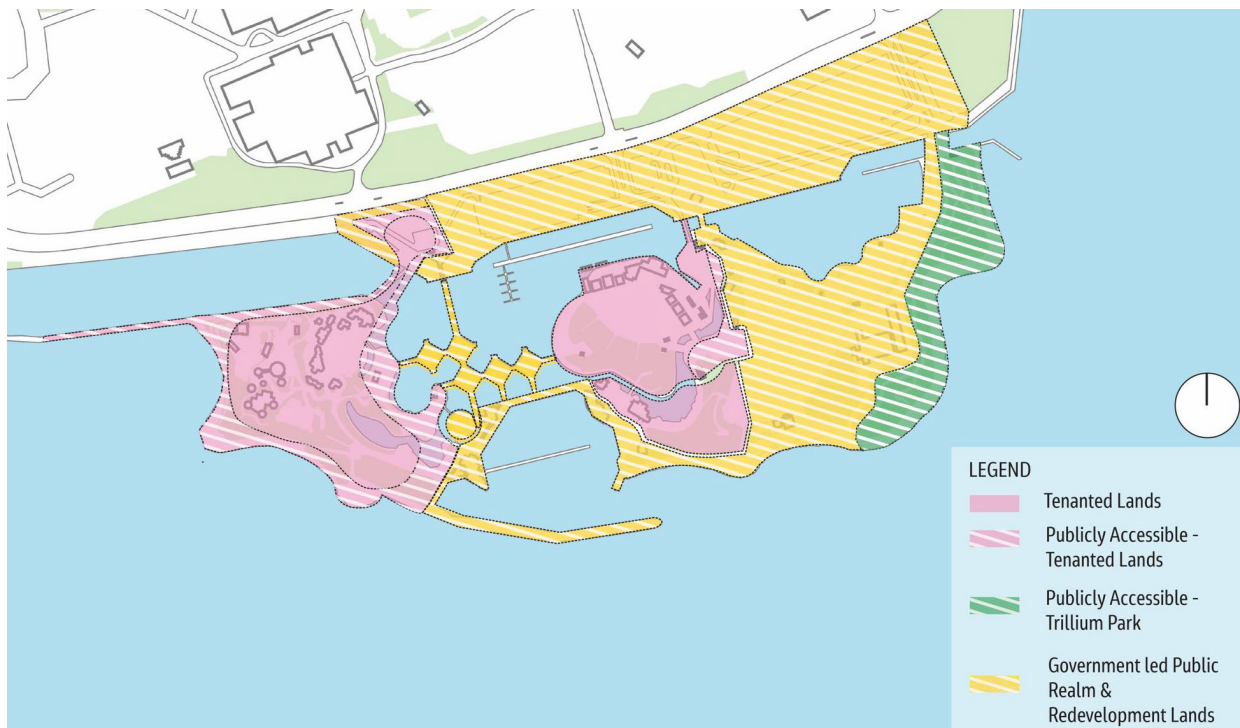 LEGEND
Tenanted Lands
Publicly Accessible -
Tenanted Lands
Publicly Accessible -
Trillium Park
Government led Public
Realm &
Redevelopment Lands